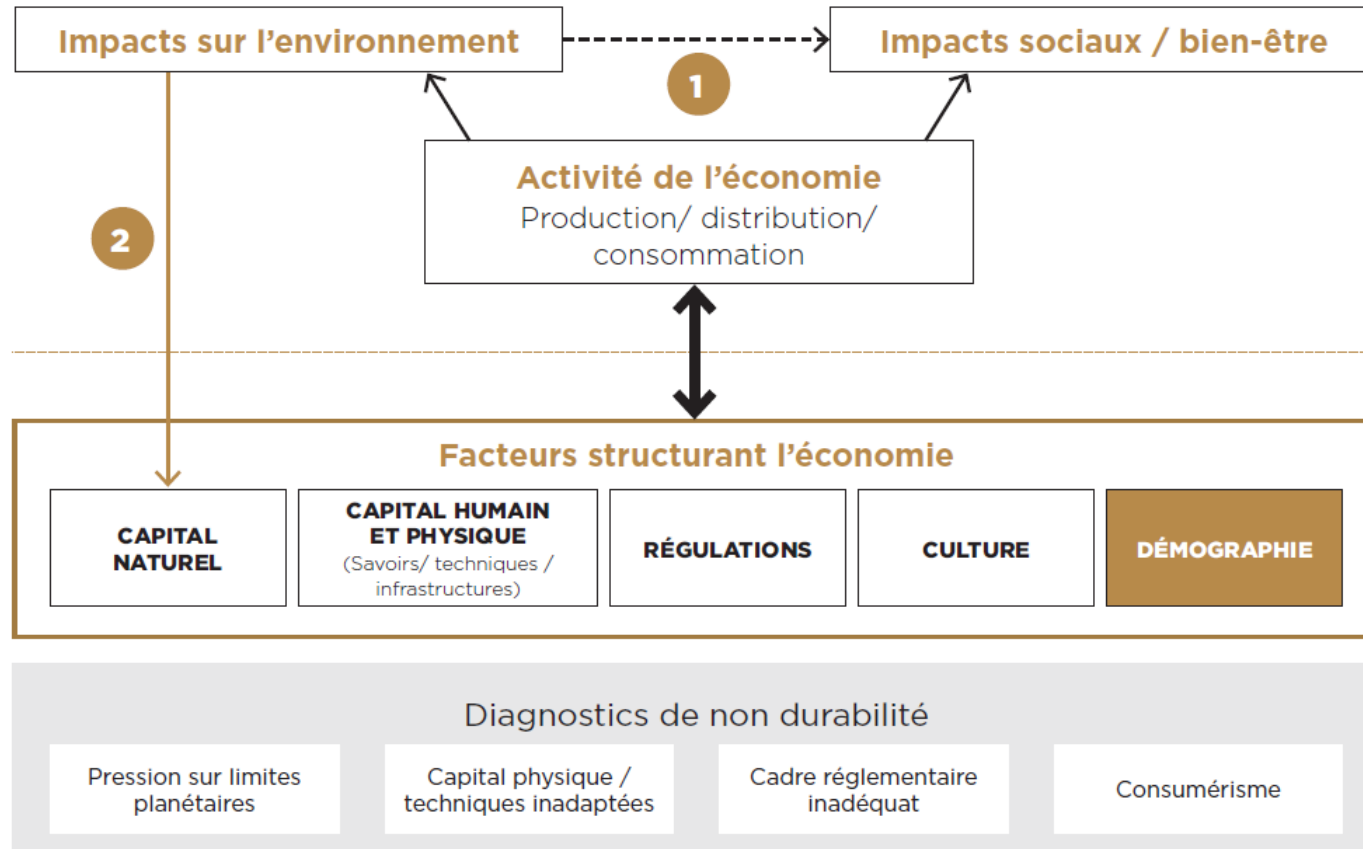 Impacts sur l'environnement
Impacts sociaux / bien-être
1
Activité de l'économie
Production/ distribution/
consommation
2
Facteurs structurant l'économie
CAPITAL
NATUREL
CAPITAL HUMAIN
ET PHYSIQUE
(Savoirs/ techniques /
infrastructures)
RÉGULATIONS
CULTURE
DÉMOGRAPHIE
Diagnostics de non durabilité
Pression sur limites
planétaires
Capital physique /
techniques inadaptées
Cadre réglementaire
inadéquat
Consumérisme